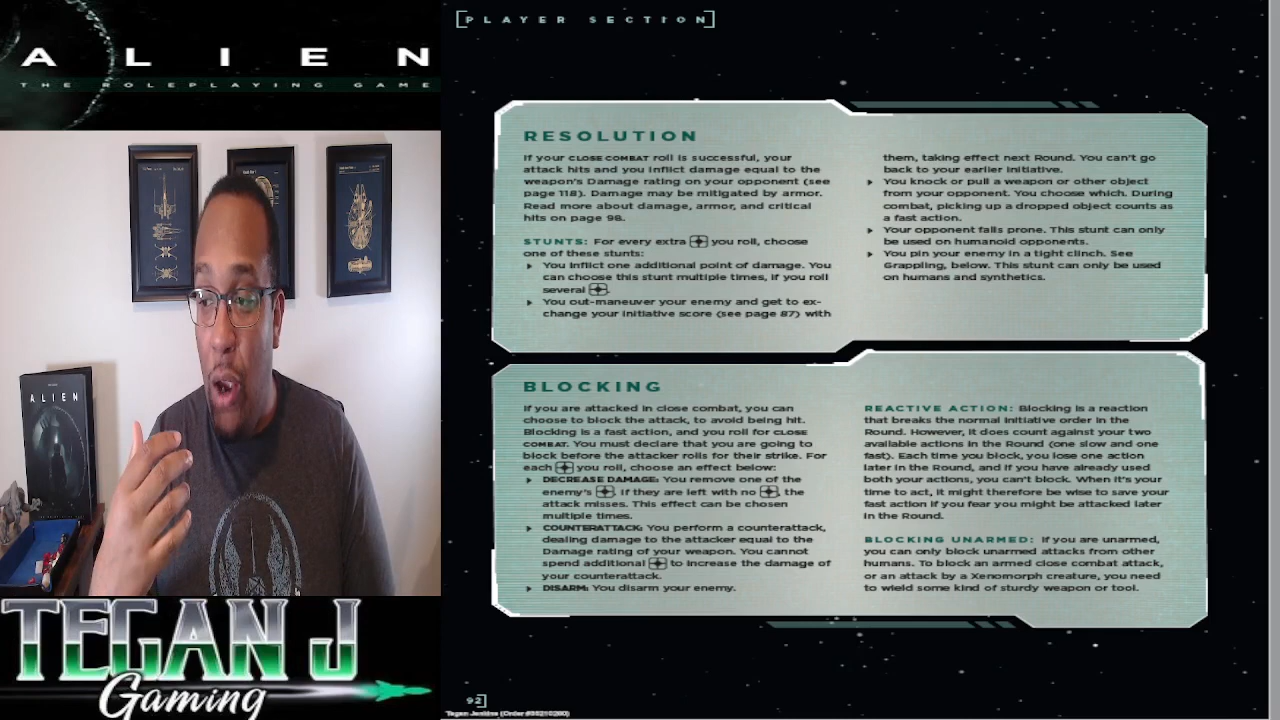 ALIEN
THE ROLEPLAYING GAME
ALIEN
TEGAN J
Gaming
[PLAYER SECTION]
RESOLUTION
If your CLOSE COMBAT roll is successful, your
attack hits and you inflict damage equal to the
weapon's Damage rating on your opponent (see
page 118). Damage may be mitigated by armor.
Read more about damage, armor, and critical
hits on page 98.
STUNTS: For every extra you roll, choose
one of these stunts:
You inflict one additional point of damage. You
can choose this stunt multiple times, if you roll
several .
You out-maneuver your enemy and get to ex-
change your initiative score (see page 87) with
them, taking effect next Round. You can't go
back to your earlier initiative.
You knock or pull a weapon or other object
from your opponent. You choose which. During
combat, picking up a dropped object counts as
a fast action.
Your opponent falls prone. This stunt can only
be used on humanoid opponents.
You pin your enemy in a tight clinch. See
Grappling, below. This stunt can only be used
on humans and synthetics.
BLOCKING
If you are attacked in close combat, you can
choose to block the attack, to avoid being hit.
Blocking is a fast action, and you roll for CLOSE
COMBAT. You must declare that you are going to
block before the attacker rolls for their strike. For
each you roll, choose an effect below:
DECREASE DAMAGE: You remove one of the
enemy's . If they are left with no , the
attack misses. This effect can be chosen
multiple times.
COUNTERATTACK: You perform a counterattack,
dealing damage to the attacker equal to the
Damage rating of your weapon. You cannot
spend additional to increase the damage of
your counterattack.
DISARM: You disarm your enemy.
REACTIVE ACTION: Blocking is a reaction
that breaks the normal initiative order in the
Round. However, it does count against your two
available actions in the Round (one slow and one
fast). Each time you block, you lose one action
later in the Round, and if you have already used
both your actions, you can't block. When it's your
time to act, it might therefore be wise to save your
fast action if you fear you might be attacked later
in the Round.
BLOCKING UNARMED: If you are unarmed,
you can only block unarmed attacks from other
humans. To block an armed close combat attack,
or an attack by a Xenomorph creature, you need
to wield some kind of sturdy weapon or tool.
92]